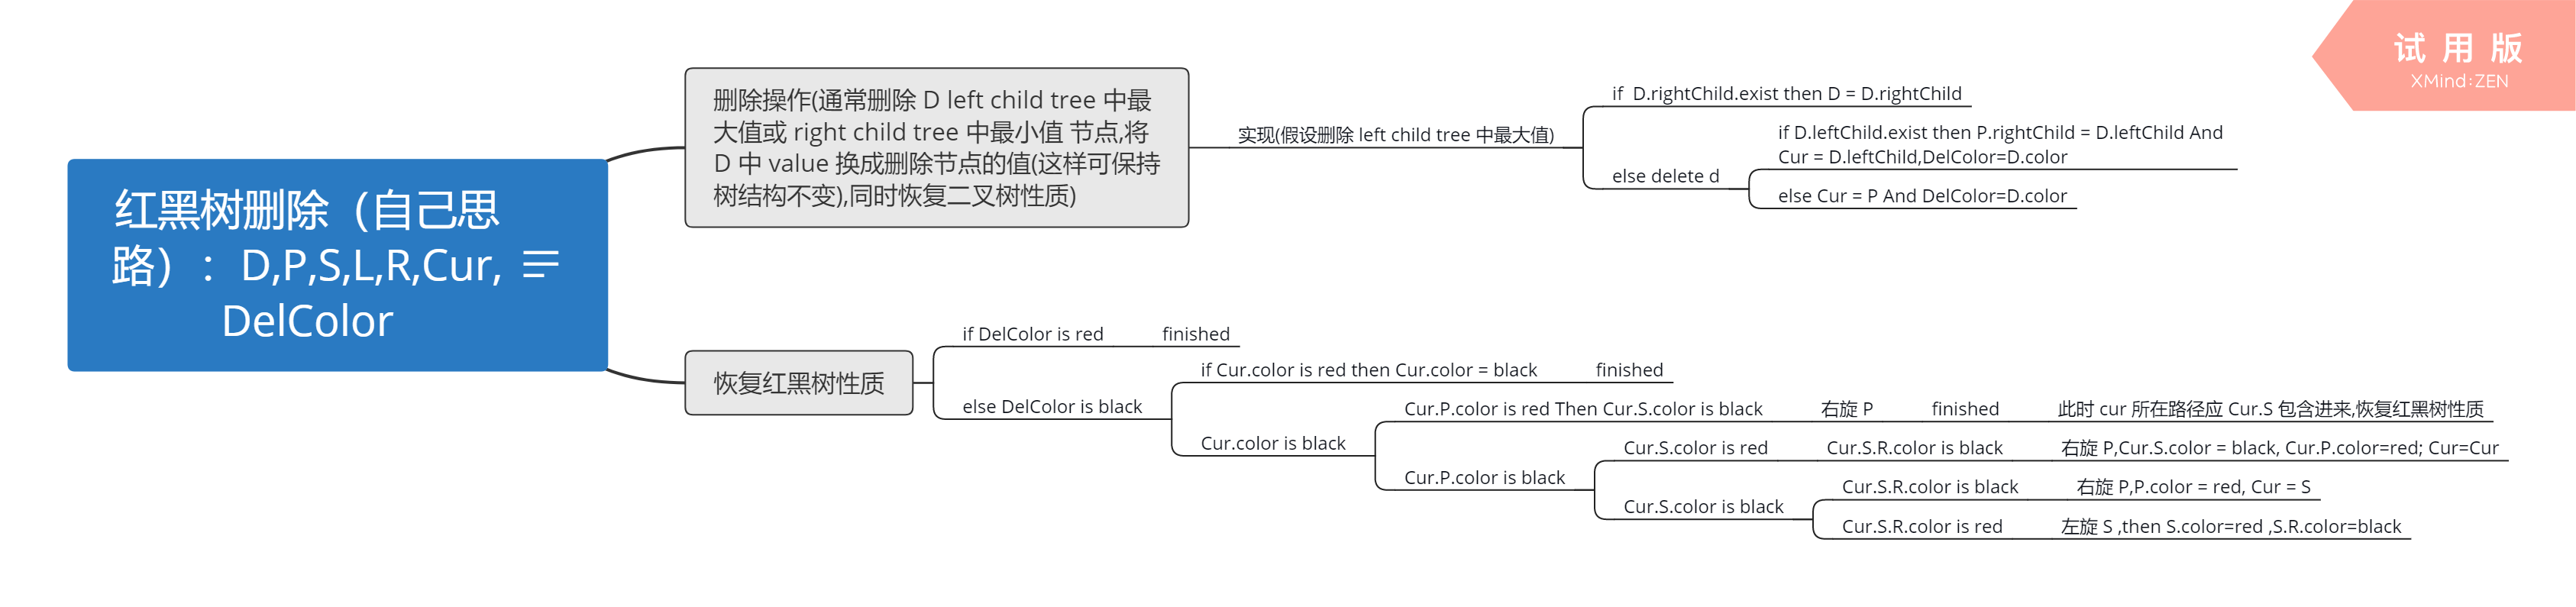 试 用 版
XMind:ZEN
红黑树删除（自己思
路）：D,P,S,L,R,Cur,
DelColor
删除操作(通常删除 D left child tree 中最
大值或 right child tree 中最小值 节点,将
D 中 value 换成删除节点的值(这样可保持
树结构不变),同时恢复二叉树性质)
实现(假设删除 left child tree 中最大值)
if  D.rightChild.exist then D = D.rightChild
else delete d
if D.leftChild.exist then P.rightChild = D.leftChild And
Cur = D.leftChild,DelColor=D.color
else Cur = P And DelColor=D.color
恢复红黑树性质
if DelColor is red
finished
else DelColor is black
if Cur.color is red then Cur.color = black
finished
Cur.color is black
Cur.P.color is red Then Cur.S.color is black
右旋 P
finished
此时 cur 所在路径应 Cur.S 包含进来,恢复红黑树性质
Cur.P.color is black
Cur.S.color is red
Cur.S.R.color is black
右旋 P,Cur.S.color = black, Cur.P.color=red; Cur=Cur
Cur.S.color is black
Cur.S.R.color is black
右旋 P,P.color = red, Cur = S
Cur.S.R.color is red
左旋 S ,then S.color=red ,S.R.color=black